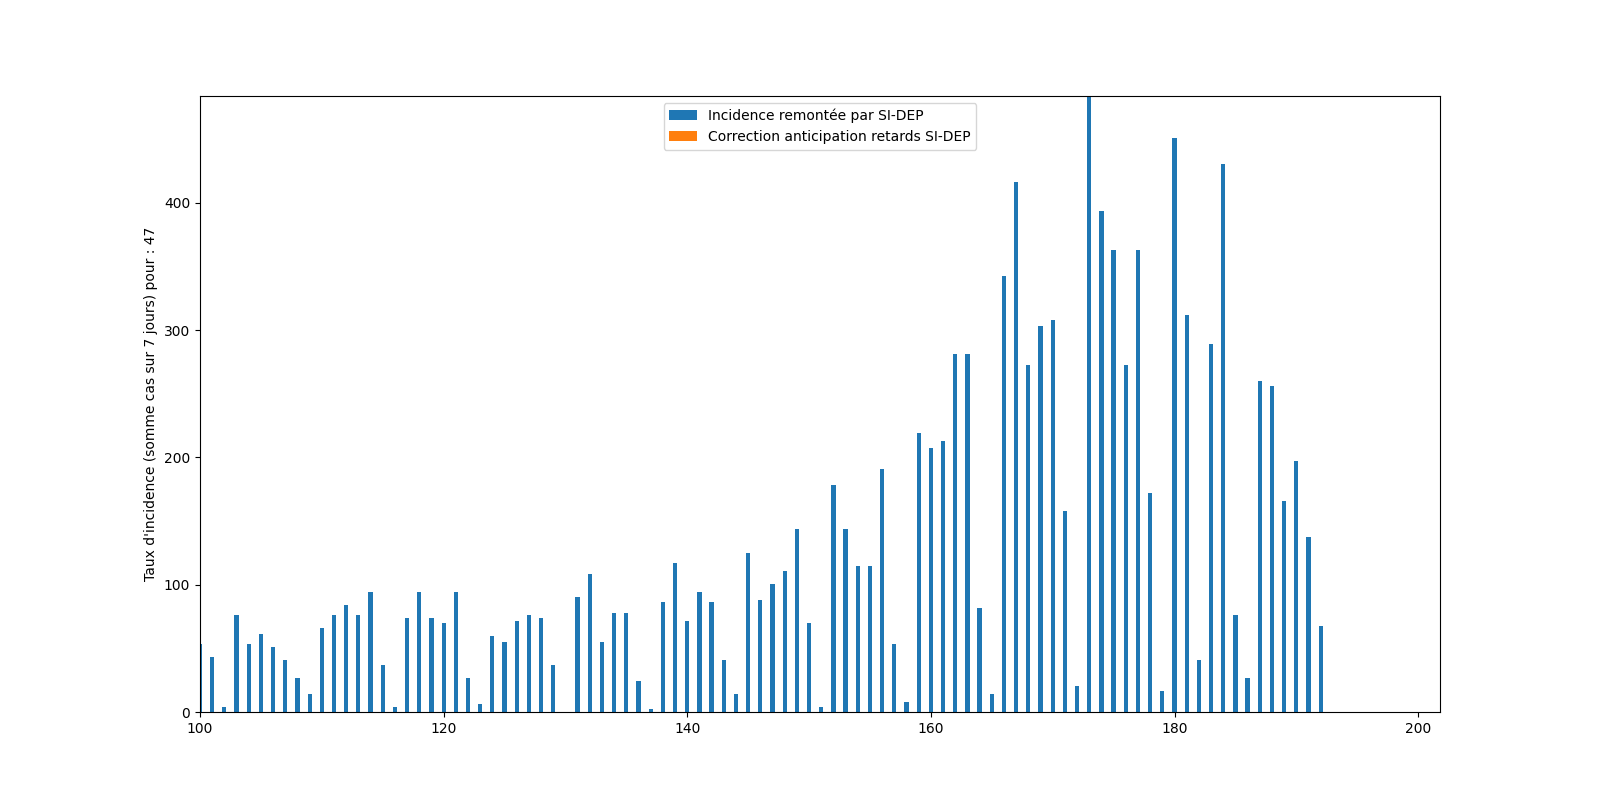 Incidence remontée par SI-DEP
Correction anticipation retards SI-DEP
Taux d'incidence (somme cas sur 7 jours) pour : 47
400
300
200
100
0
100 120 140 160 180 200